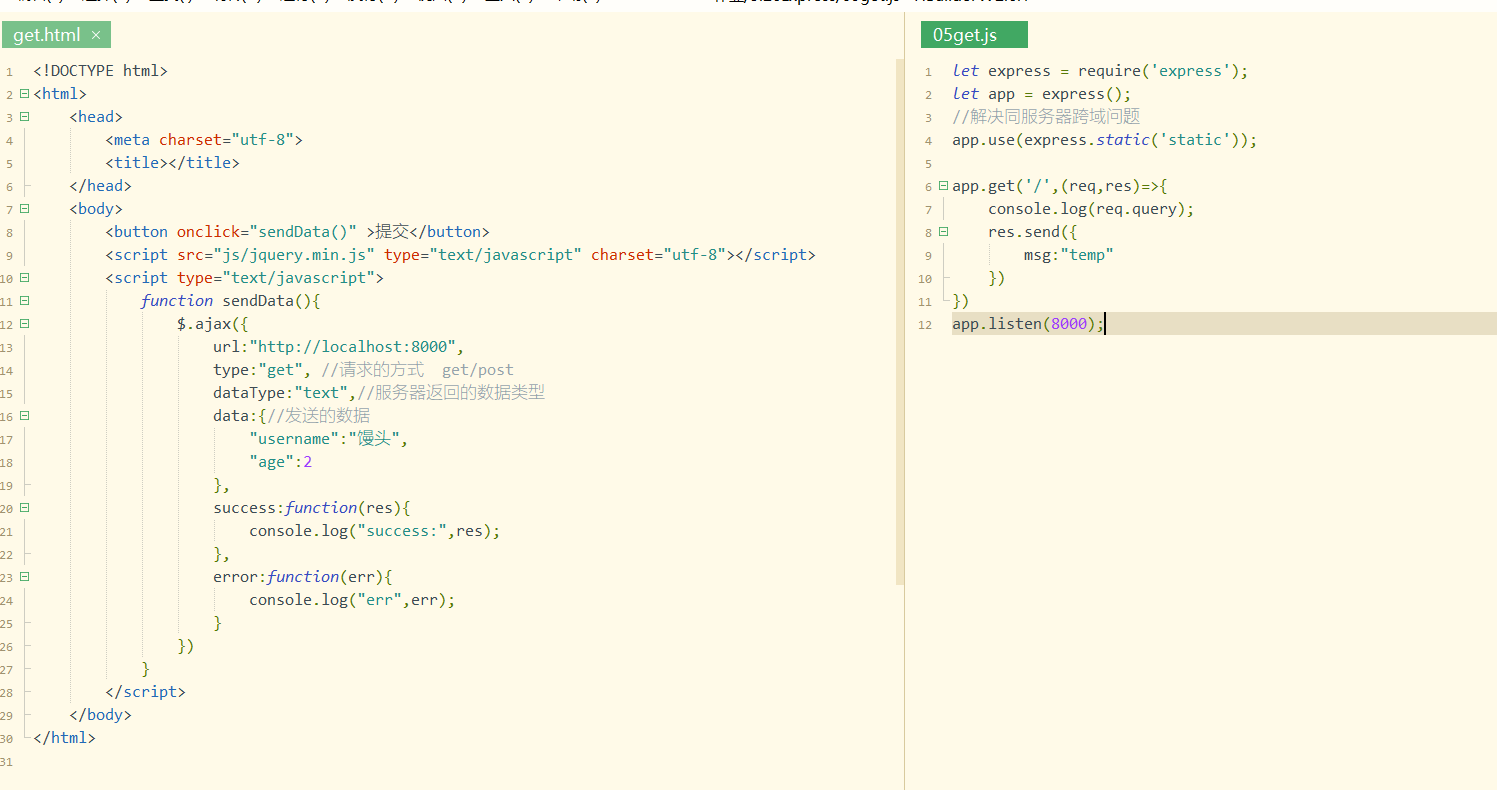 get.html ×
1 <!DOCTYPE html>
2 <html>
3 <head>
4 <meta charset="utf-8">
5 <title></title>
6 </head>
7 <body>
8 <button onclick="sendData()" >提交</button>
9 <script src="js/jquery.min.js" type="text/javascript" charset="utf-8"></script>
10 <script type="text/javascript">
11 function sendData(){
12 $.ajax({
13 url:"http://localhost:8000",
14 type:"get", //请求的方式  get/post
15 dataType:"text",//服务器返回的数据类型
16 data:{//发送的数据
17 "username":"馒头",
18 "age":2
19 },
20 success:function(res){
21 console.log("success:",res);
22 },
23 error:function(err){
24 console.log("err",err);
25 }
26 })
27 }
28 </script>
29 </body>
30 </html>
31
05get.js
1 let express = require('express');
2 let app = express();
3 //解决同服务器跨域问题
4 app.use(express.static('static'));
5
6 app.get('/',(req,res)=>{
7 console.log(req.query);
8 res.send({
9 msg:"temp"
10 })
11 })
12 app.listen(8000);